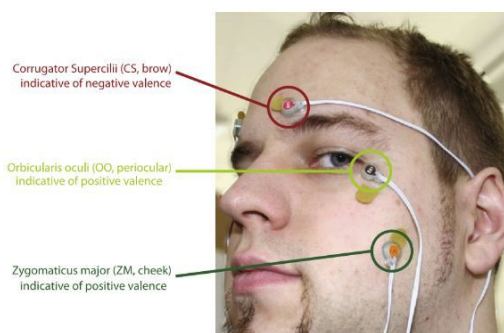 Corrugator Supercilii (CS, brow)
indicative of negative valence
Orbicularis oculi (OO, periocular)
indicative of positive valence
Zygomaticus major (ZM, cheek)
indicative of positive valence